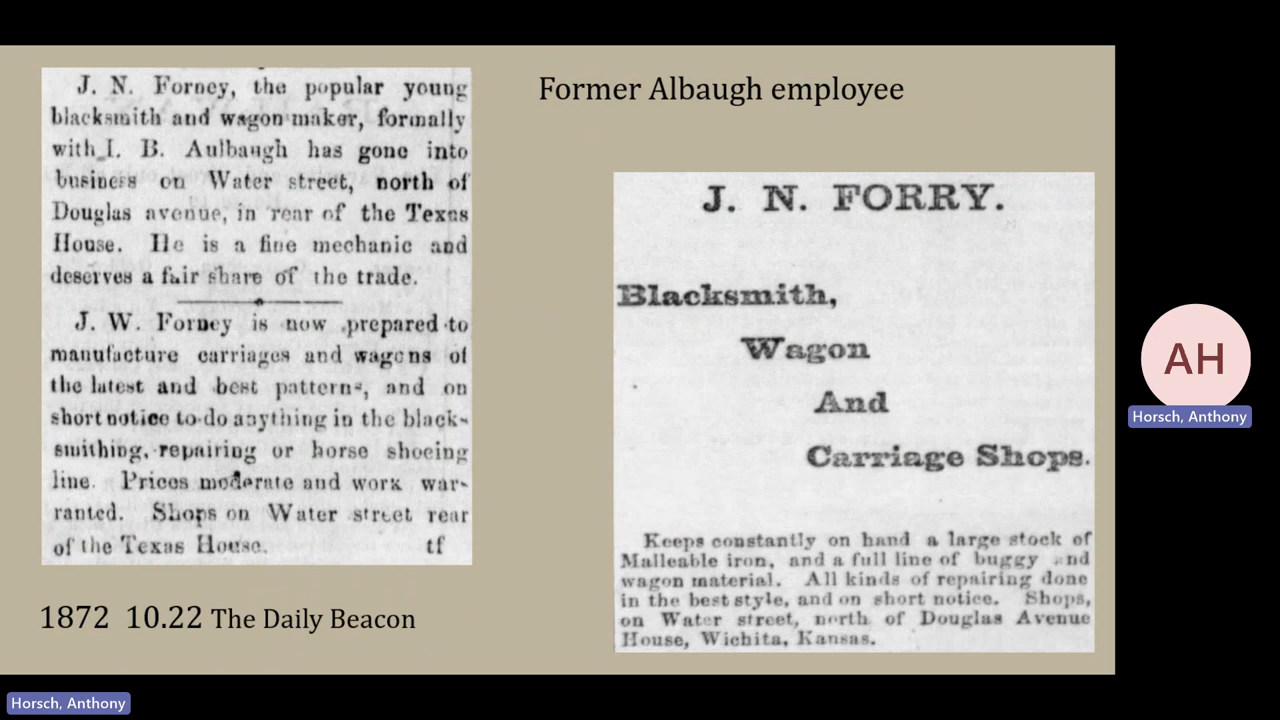 J. N. Forney, the popular young
blacksmith and wagon maker, formally
with I. B. Aulbaugh has gone into
business on Water street, north of
Douglas avenue, in rear of the Texas
House. He is a fine mechanic and
deserves a fair share of the trade.
J. W. Forney is now prepared to
manufacture carriages and wagons of
the latest and best patterns, and on
short notice to do anything in the black-
smithing, repairing or horse shoeing
line. Prices moderate and work war-
ranted. Shops on Water street rear
of the Texas House. tf
1872 10.22 The Daily Beacon
Former Albaugh employee
J. N. FORRY.
Blacksmith,
Wagon
And
Carriage Shops.
Keeps constantly on hand a large stock of
Malleable iron, and a full line of buggy and
wagon material. All kinds of repairing done
in the best style, and on short notice. Shops,
on Water street, north of Douglas Avenue
House, Wichita, Kansas.
AH
Horsch, Anthony
Horsch, Anthony